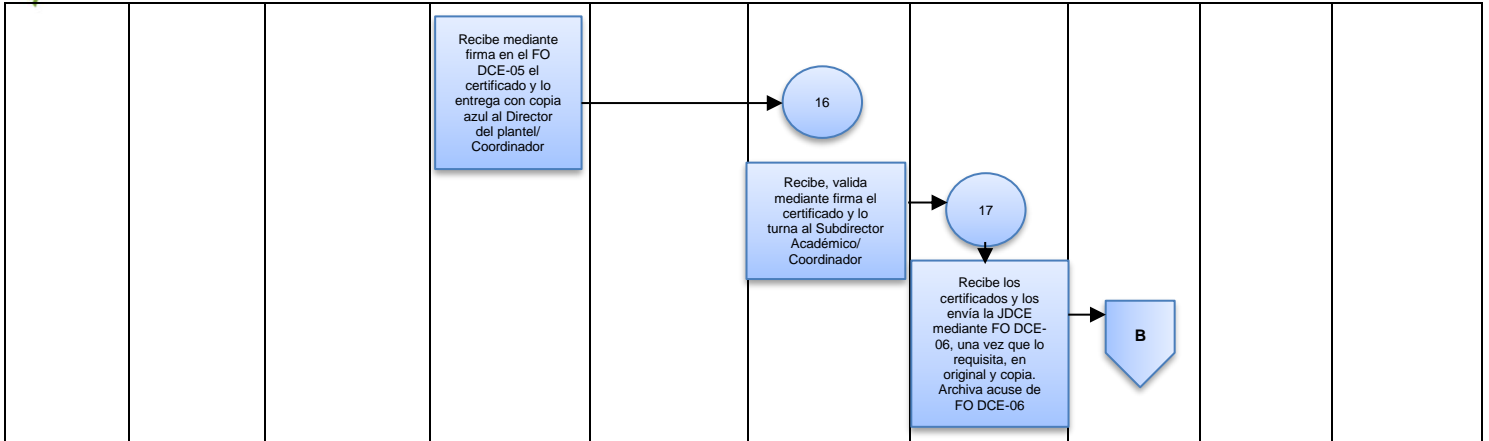 Recibe mediante
firma en el FO
DCE-05 el
certificado y lo
entrega con copia
azul al Director
del plantel/
Coordinador
16
Recibe, valida
mediante firma el
certificado y lo
turna al Subdirector
Académico/
Coordinador
17
Recibe los
certificados y los
envía la JDCE
mediante FO DCE-
06, una vez que lo
requisita, en
original y copia.
Archiva acuse de
FO DCE-06
B